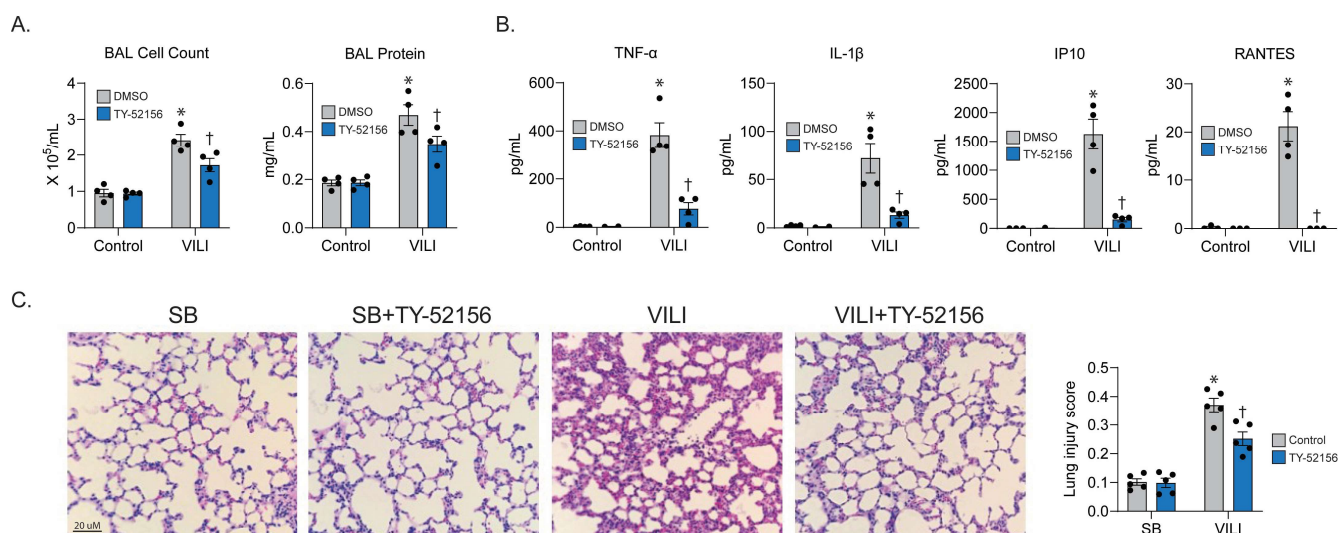 A.
BAL Cell Count
X 10⁵/mL
4
3
2
1
0
DMSO
TY-52156
*
†
Control
VILI
BAL Protein
mg/mL
0.6
0.4
0.2
0.0
DMSO
TY-52156
*
†
Control
VILI
B.
TNF-α
pg/mL
600
400
200
0
DMSO
TY-52156
*
†
Control
VILI
IL-1β
pg/mL
150
100
50
0
DMSO
TY-52156
*
†
Control
VILI
IP10
pg/mL
2500
2000
1500
1000
500
0
DMSO
TY-52156
*
†
Control
VILI
RANTES
pg/mL
30
20
10
0
DMSO
TY-52156
*
†
Control
VILI
C.
SB
SB+TY-52156
VILI
VILI+TY-52156
20 uM
Lung injury score
0.5
0.4
0.3
0.2
0.1
0.0
*
†
Control
TY-52156
SB
VILI